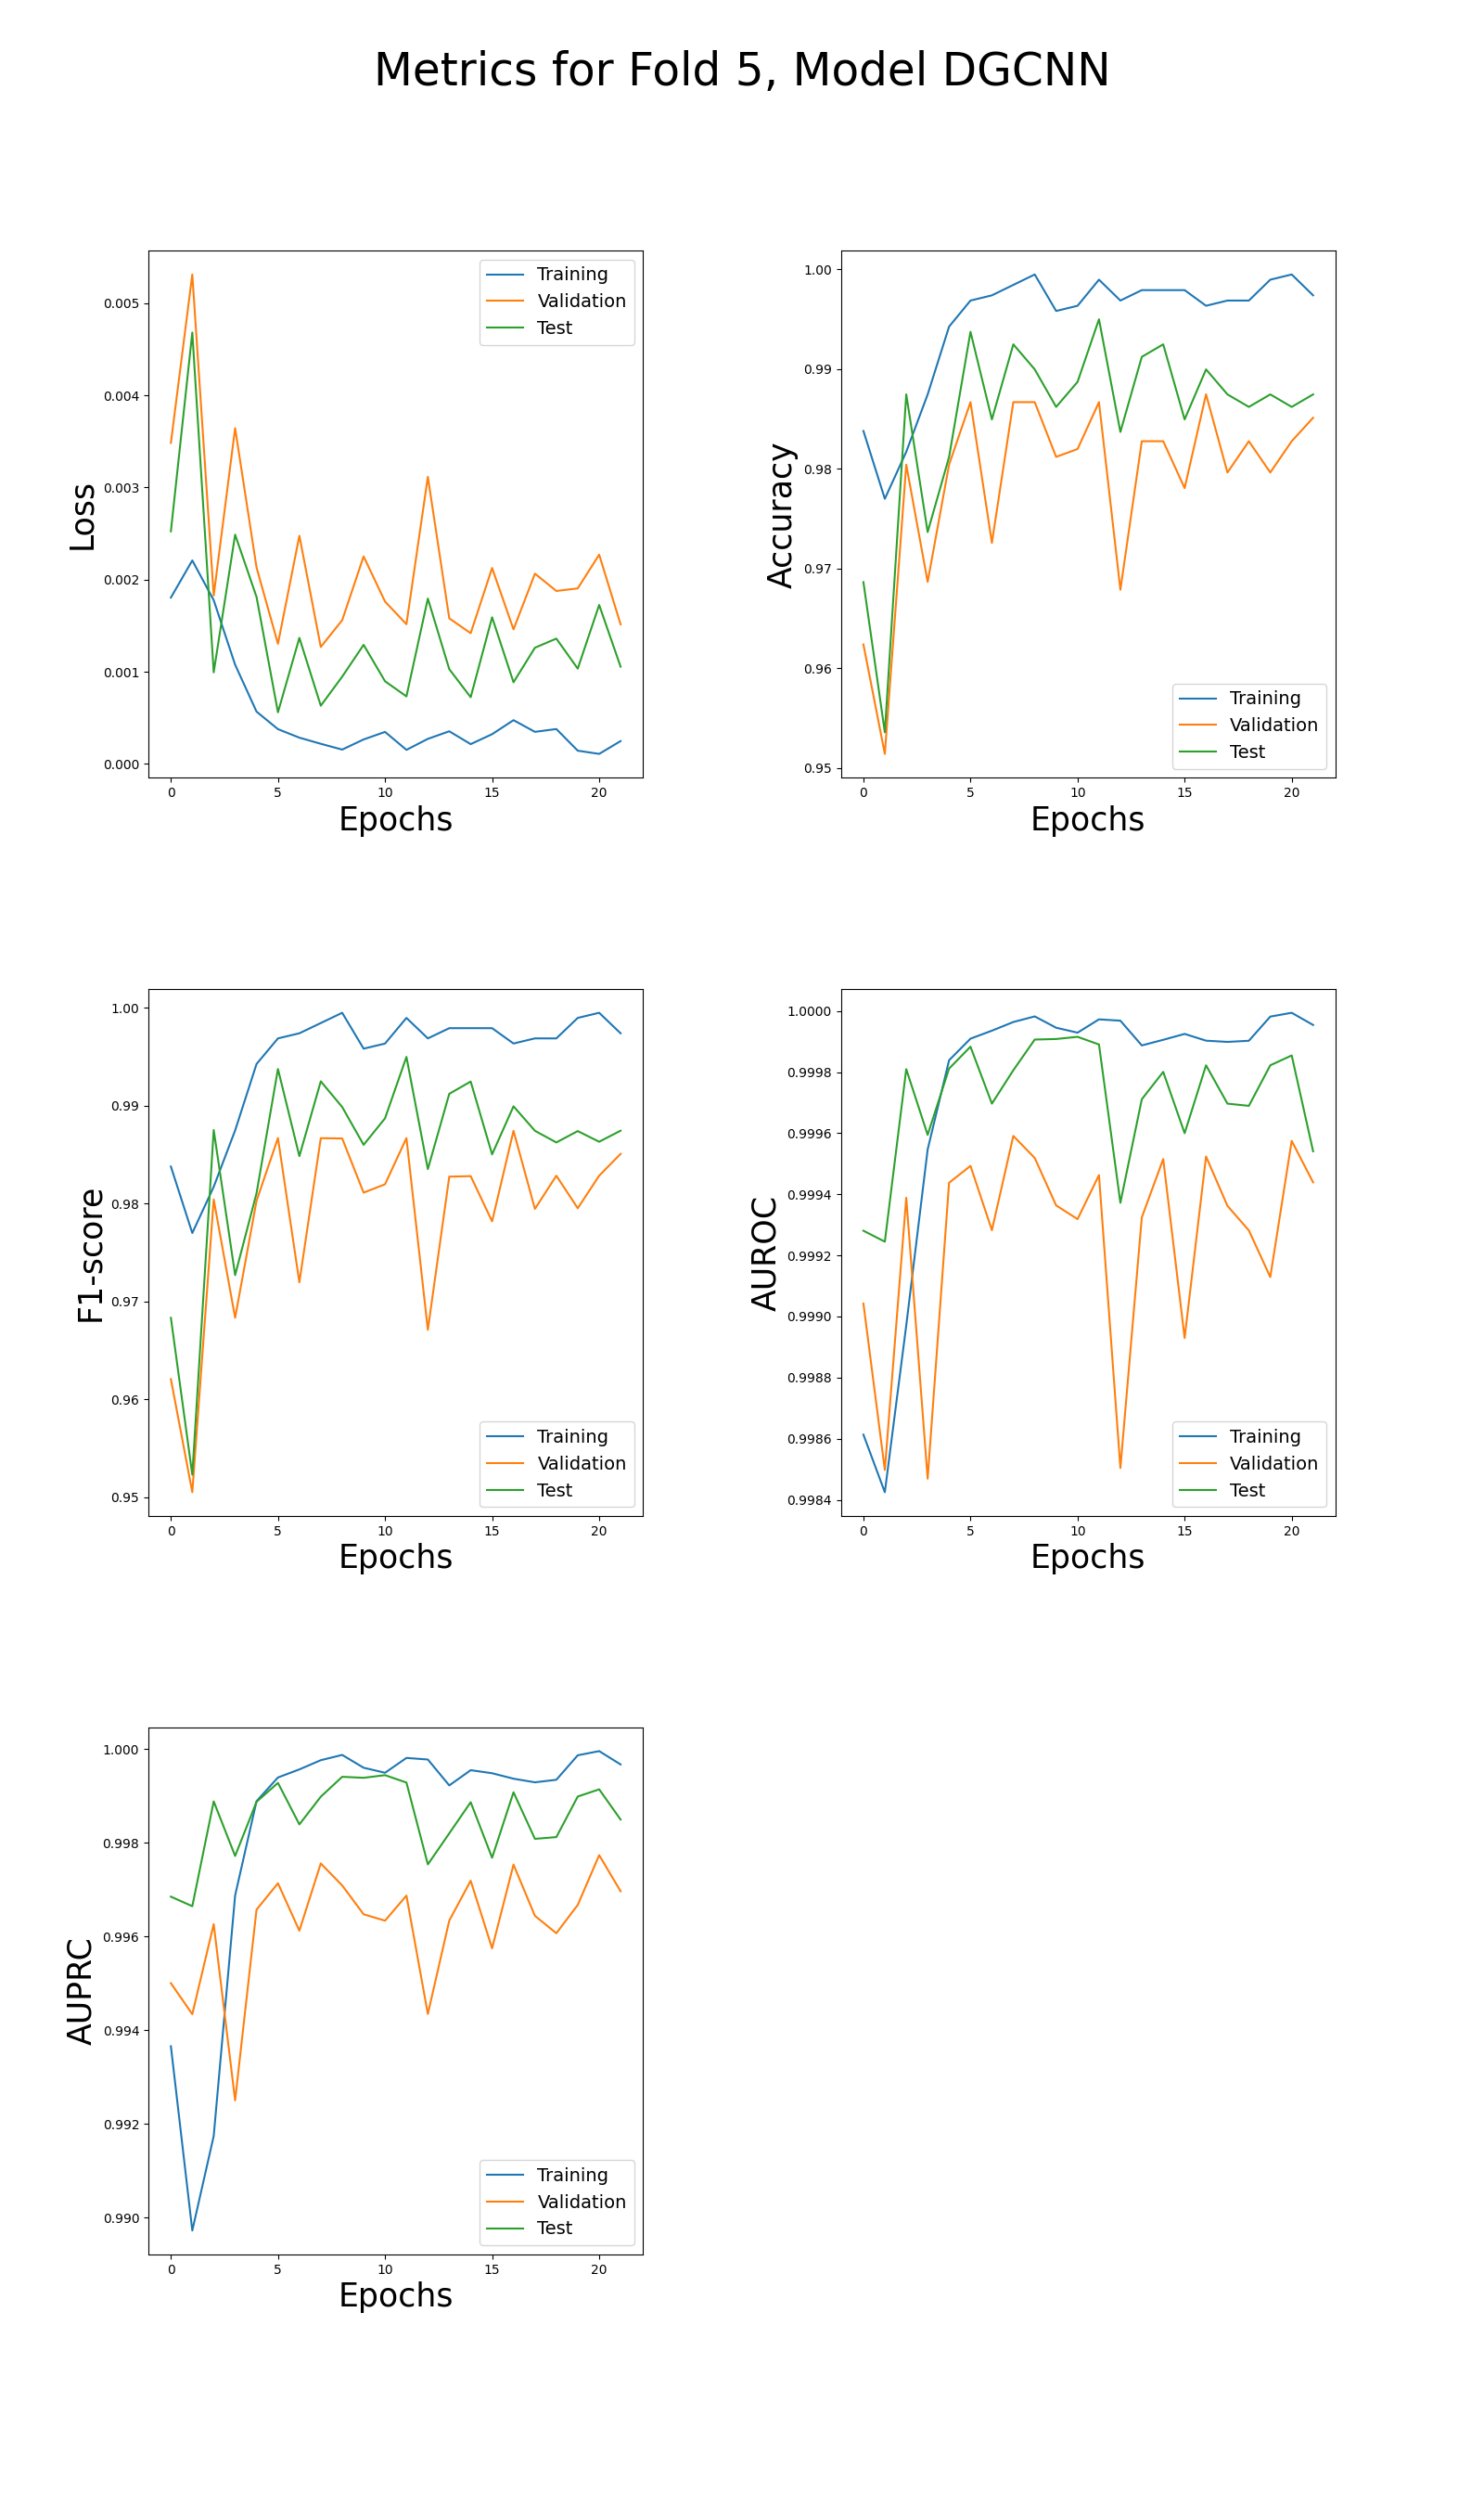 Metrics for Fold 5, Model DGCNN
Training
Validation
Test
0.005
0.004
0.003
0.002
0.001
0.000
Loss
0 5 10 15 20
Epochs
1.00
0.99
0.98
0.97
0.96
0.95
Accuracy
Training
Validation
Test
0 5 10 15 20
Epochs
1.00
0.99
0.98
0.97
0.96
0.95
F1-score
Training
Validation
Test
0 5 10 15 20
Epochs
1.0000
0.9998
0.9996
0.9994
0.9992
0.9990
0.9988
0.9986
0.9984
AUROC
Training
Validation
Test
0 5 10 15 20
Epochs
1.000
0.998
0.996
0.994
0.992
0.990
AUPRC
Training
Validation
Test
0 5 10 15 20
Epochs